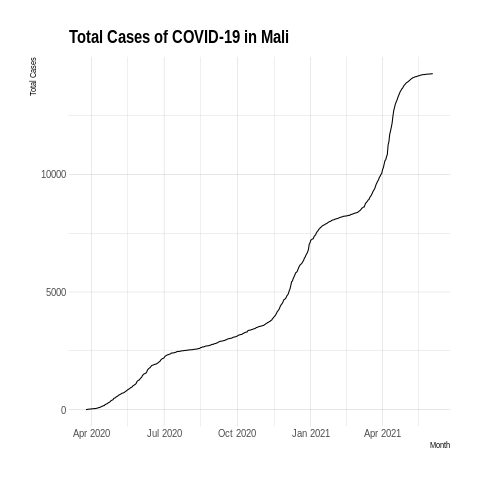 Total Cases of COVID-19 in Mali
Total Cases
10000
5000
0
Apr 2020 Jul 2020 Oct 2020 Jan 2021 Apr 2021
Month